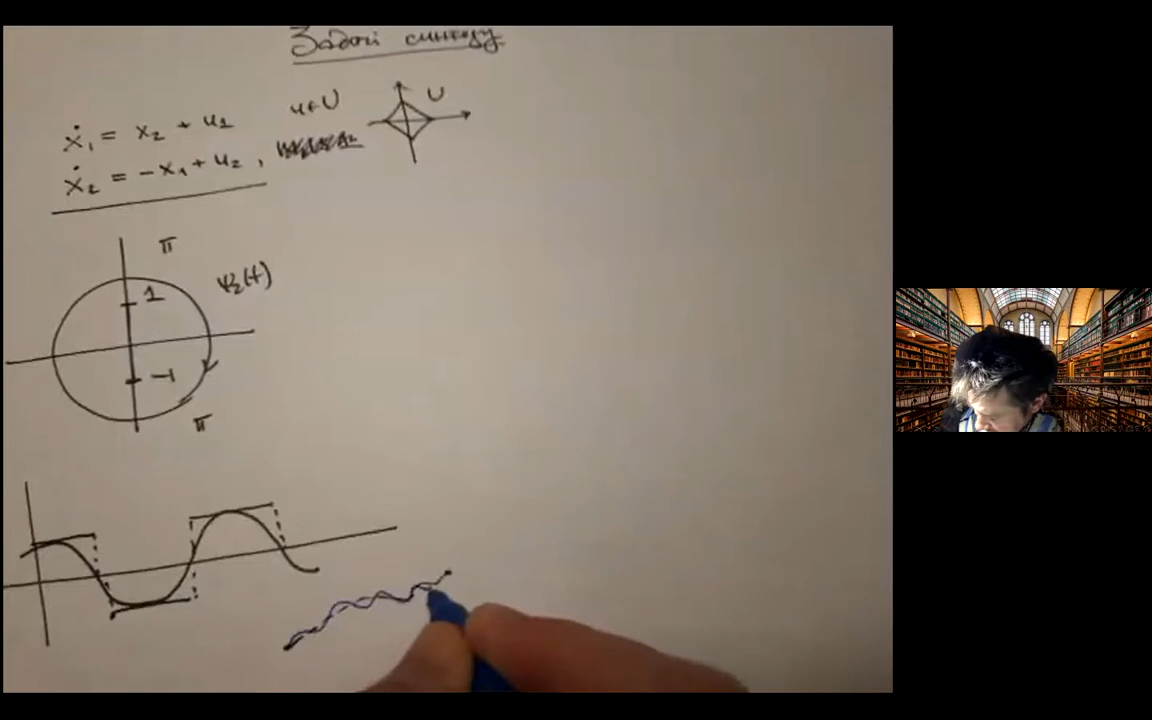 Задачі синтезу
ẋ₁ = x₂ + u₁
u ∈ U
U
ẋ₂ = -x₁ + u₂ ,
π
ψ₂(t)
1
-1
π